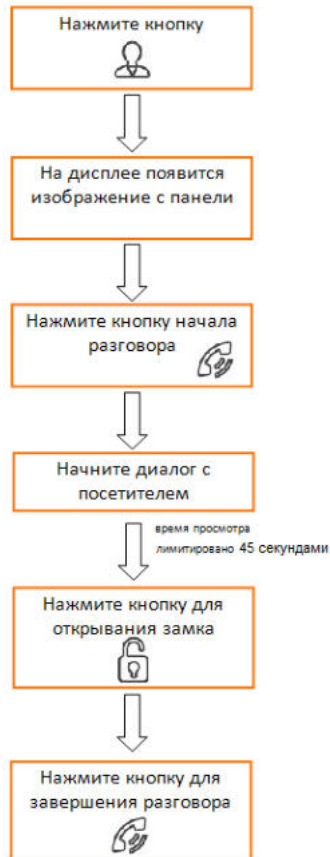 Нажмите кнопку
На дисплее появится
изображение с панели
Нажмите кнопку начала
разговора
Начните диалог с
посетителем
время просмотра
лимитировано 45 секундами
Нажмите кнопку для
открывания замка
Нажмите кнопку для
завершения разговора